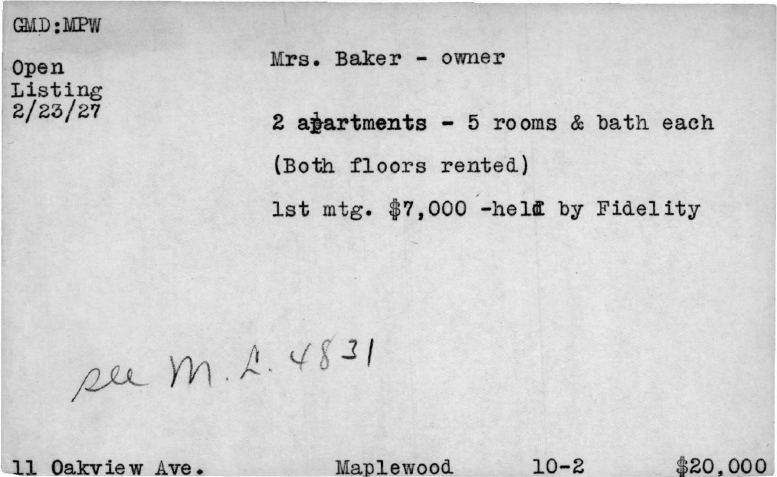 GMD:MPW
Open
Listing
2/23/27
Mrs. Baker - owner
2 apartments - 5 rooms & bath each
(Both floors rented)
1st mtg. $7,000 -held by Fidelity
see M.L. 4831
11 Oakview Ave. Maplewood 10-2 $20,000